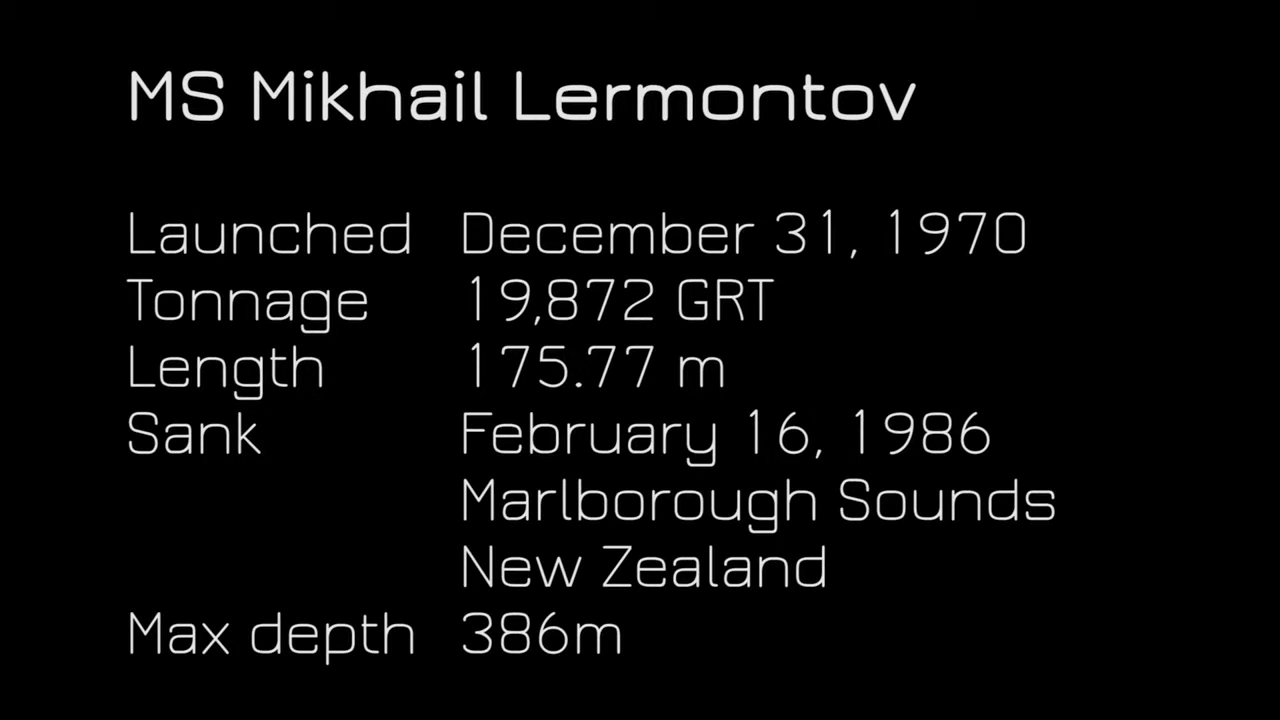 MS Mikhail Lermontov
Launched December 31, 1970
Tonnage 19,872 GRT
Length 175.77 m
Sank February 16, 1986
Marlborough Sounds
New Zealand
Max depth 386m